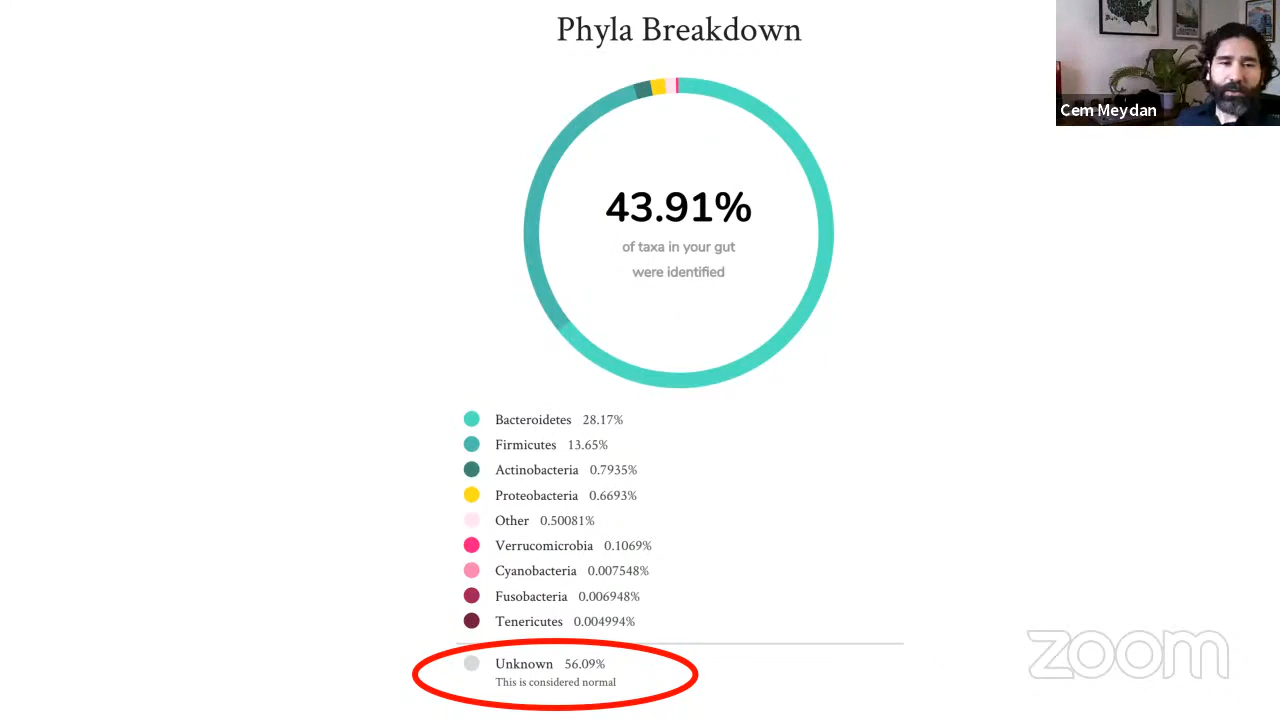 Phyla Breakdown
Cem Meydan
43.91%
of taxa in your gut
were identified
Bacteroidetes 28.17%
Firmicutes 13.65%
Actinobacteria 0.7935%
Proteobacteria 0.6693%
Other 0.50081%
Verrucomicrobia 0.1069%
Cyanobacteria 0.007548%
Fusobacteria 0.006948%
Tenericutes 0.004994%
Unknown 56.09%
This is considered normal
zoom